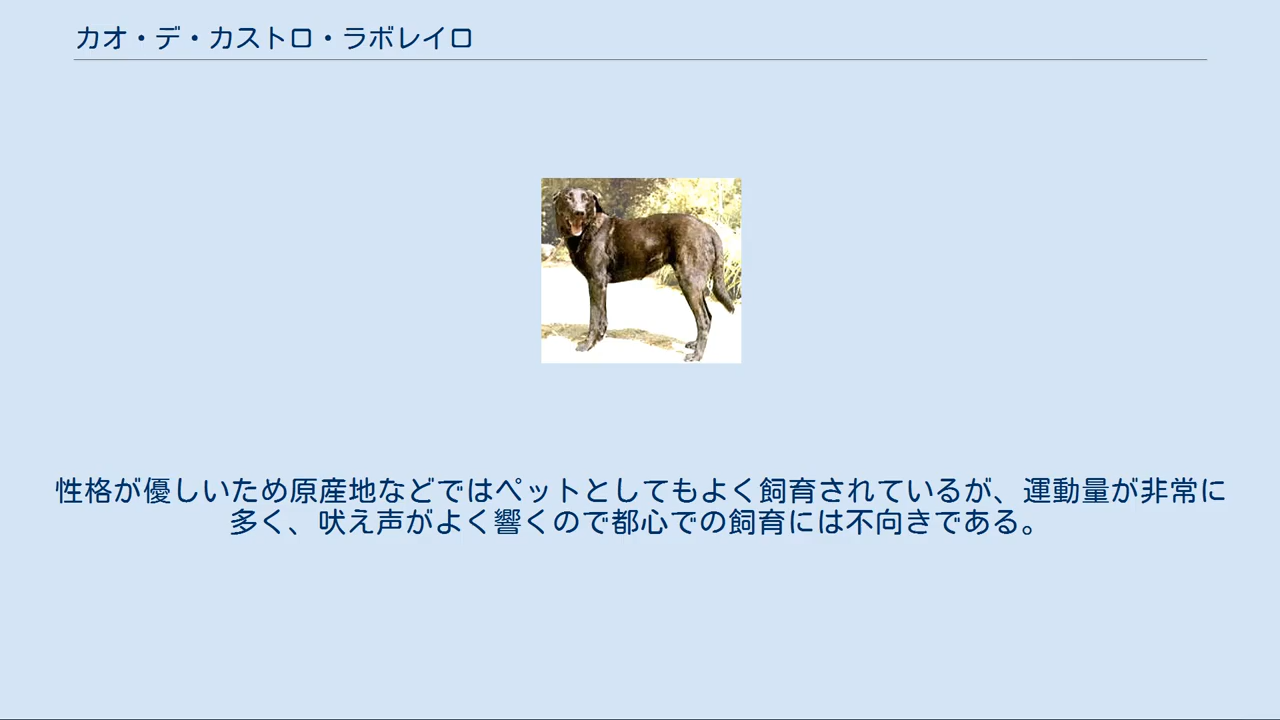 カオ・デ・カストロ・ラボレイロ
性格が優しいため原産地などではペットとしてもよく飼育されているが、運動量が非常に
多く、吠え声がよく響くので都心での飼育には不向きである。